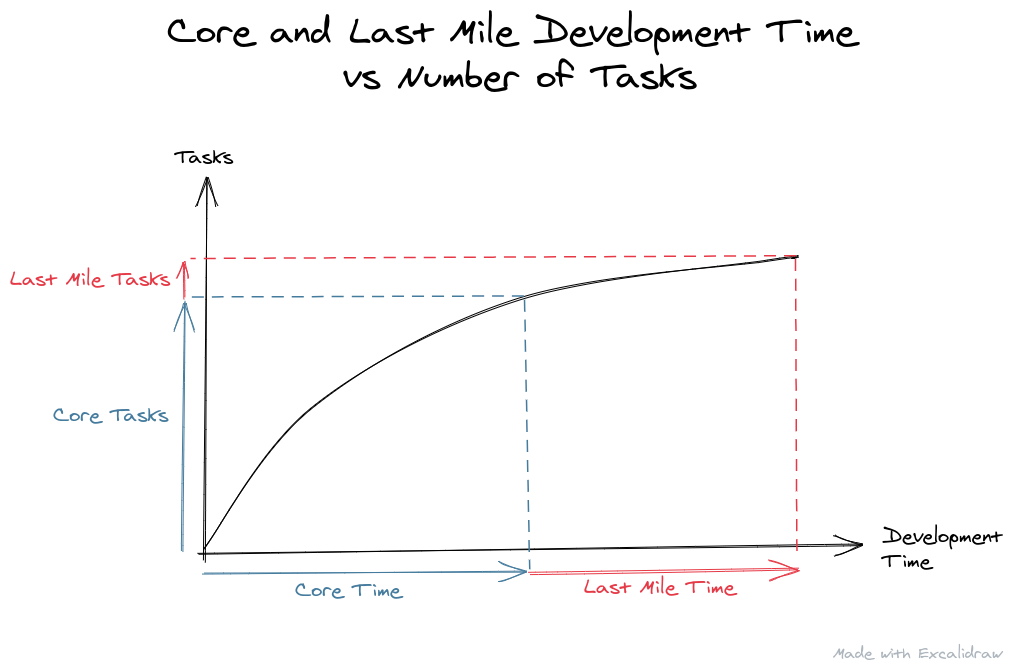 Core and Last Mile Development Time
vs Number of Tasks
Tasks
Last Mile Tasks
Core Tasks
Development
Time
Core Time
Last Mile Time
Made with Excalidraw